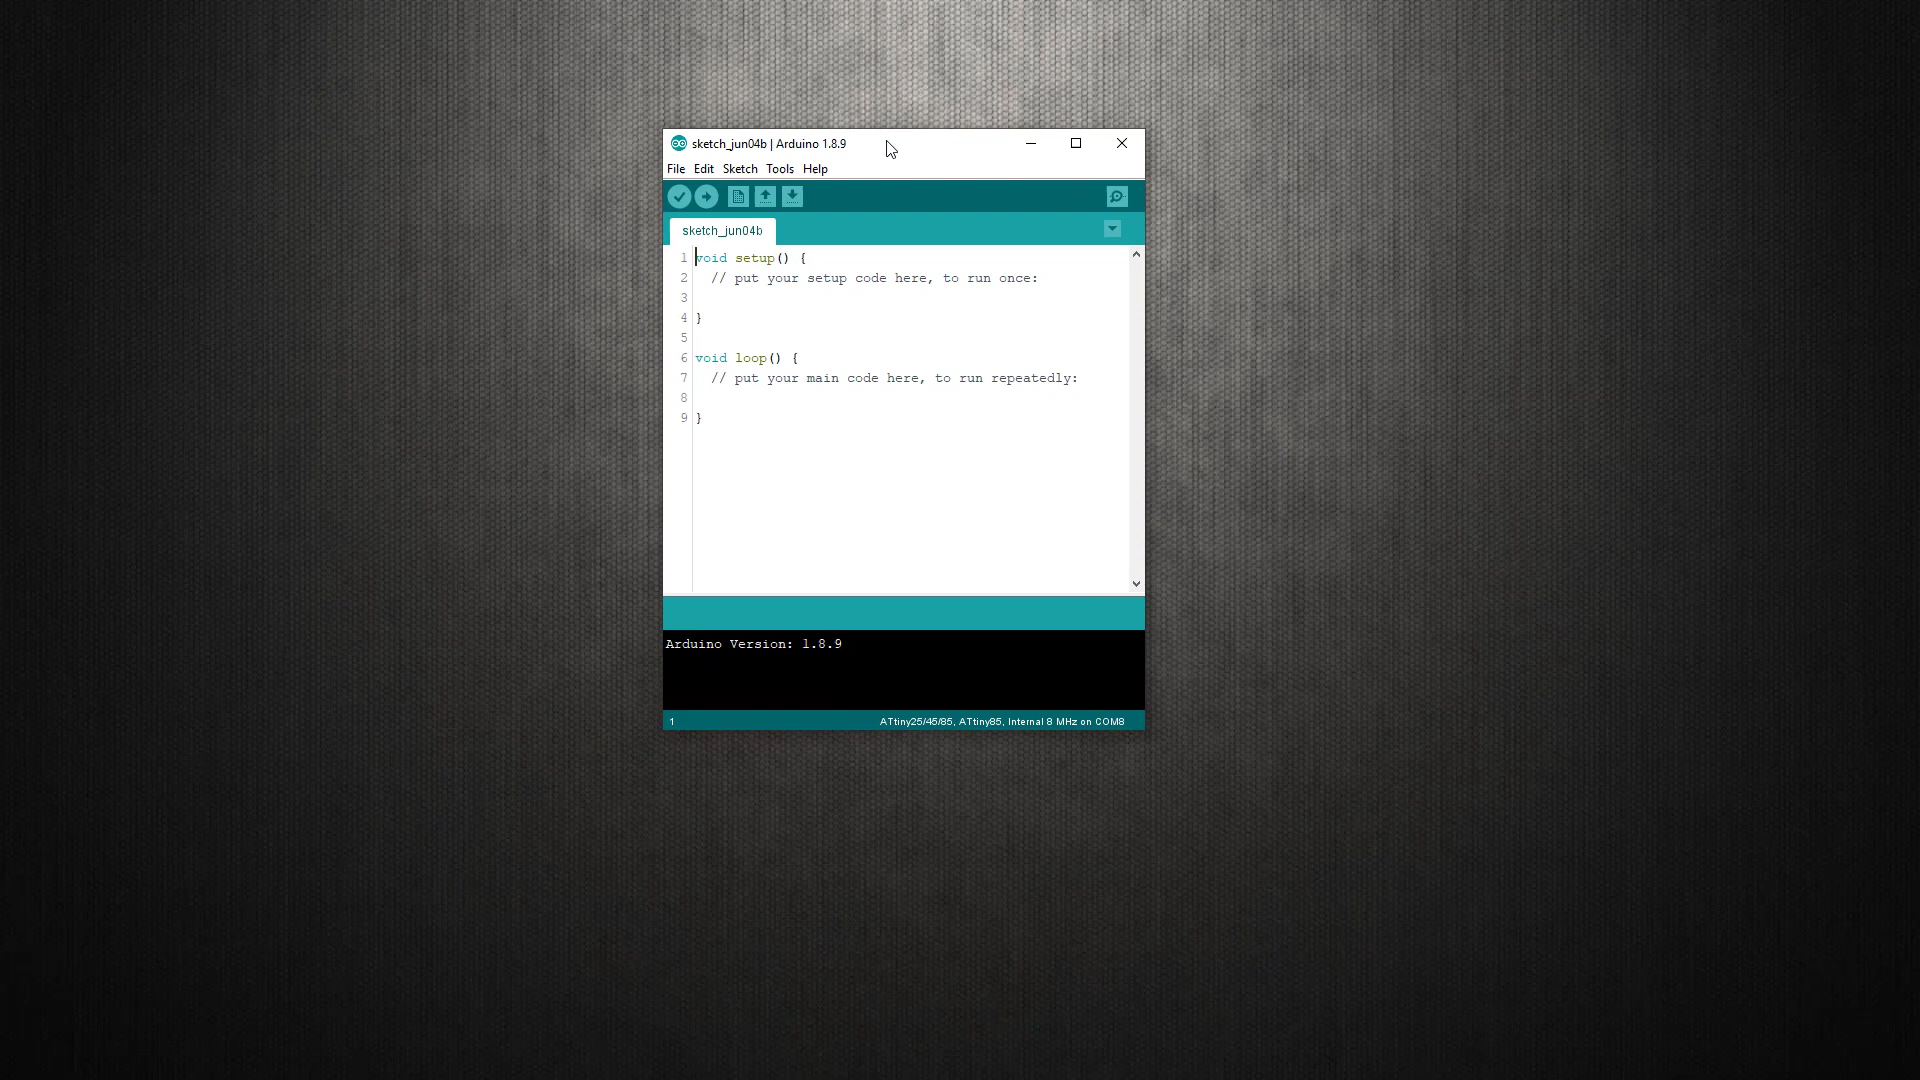 sketch_jun04b | Arduino 1.8.9
File Edit Sketch Tools Help
sketch_jun04b
1 void setup() {
2 // put your setup code here, to run once:
3
4 }
5
6 void loop() {
7 // put your main code here, to run repeatedly:
8
9 }
Arduino Version: 1.8.9
1 ATtiny25/45/85, ATtiny85, Internal 8 MHz on COM8